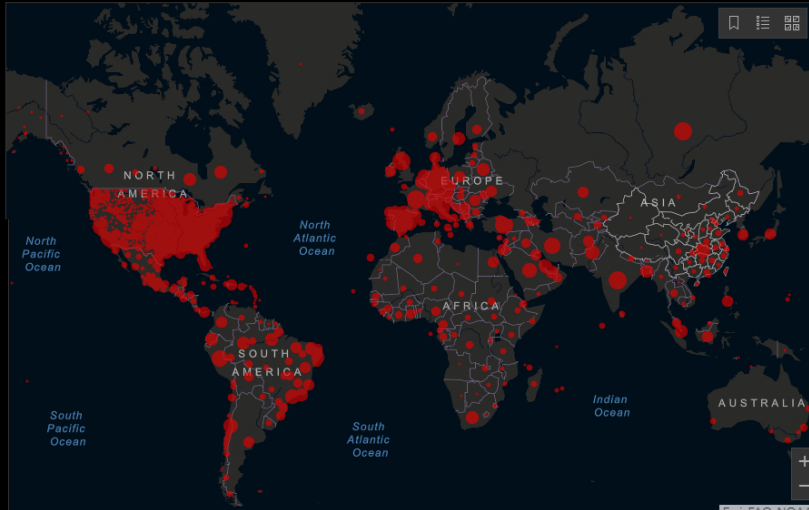 NORTH
AMERICA
EUROPE
ASIA
North
Pacific
Ocean
North
Atlantic
Ocean
AFRICA
SOUTH
AMERICA
Indian
Ocean
AUSTRALIA
South
Pacific
Ocean
South
Atlantic
Ocean